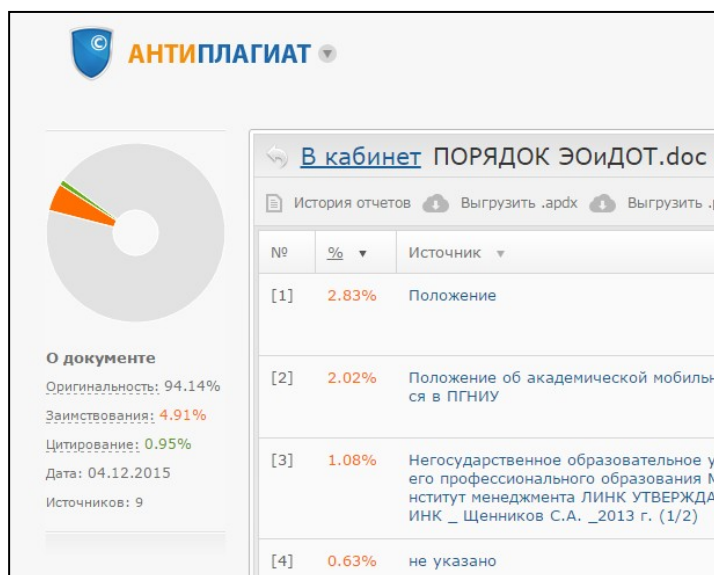 ©
АНТИПЛАГИАТ
В кабинет ПОРЯДОК ЭОиДОТ.doc
История отчетов Выгрузить .apdx Выгрузить
№ % Источник
[1] 2.83% Положение
[2] 2.02% Положение об академической мобильн
ся в ПГНИУ
[3] 1.08% Негосударственное образовательное у
его профессионального образования М
нститут менеджмента ЛИНК УТВЕРЖДА
ИНК _ Щенников С.А. _2013 г. (1/2)
[4] 0.63% не указано
О документе
Оригинальность: 94.14%
Заимствования: 4.91%
Цитирование: 0.95%
Дата: 04.12.2015
Источников: 9